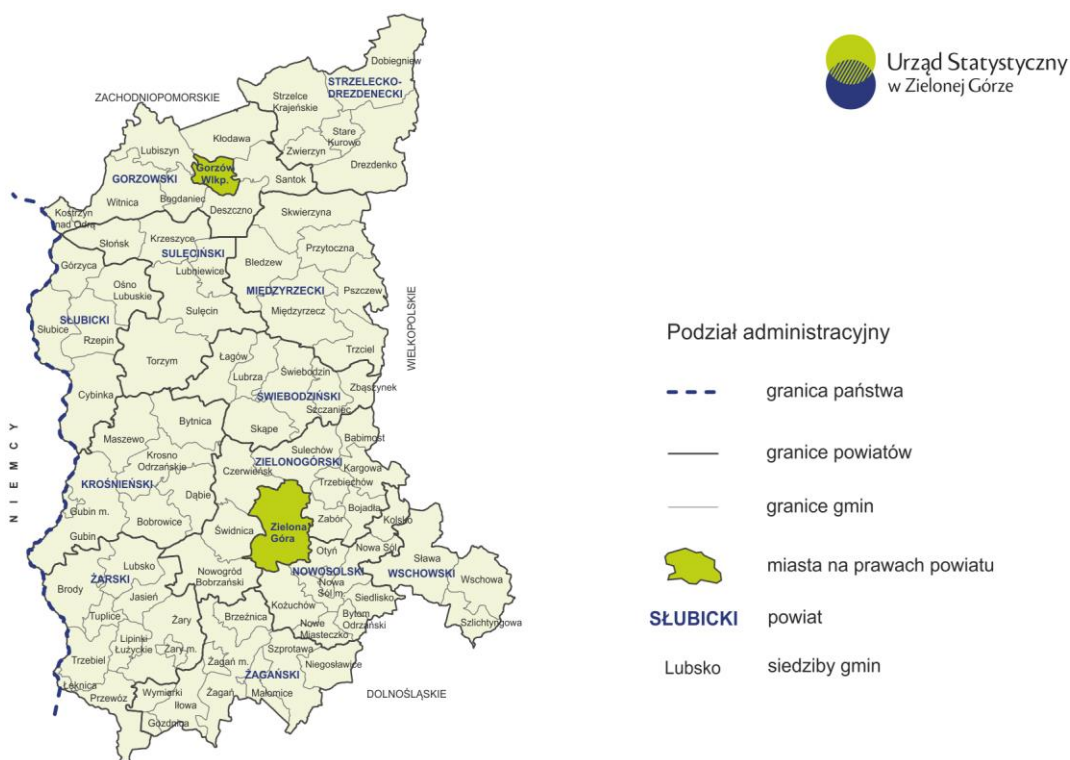 Urząd Statystyczny
w Zielonej Górze
Dobiegniew
STRZELECKO-
DREZDENECKI
ZACHODNIOPOMORSKIE
Strzelce
Krajeńskie
Stare
Kurowo
Kłodawa
Zwierzyn
Drezdenko
Lubiszyn
Gorzów
Wlkp.
GORZOWSKI
Santok
Witnica
Bogdaniec
Deszczno
Skwierzyna
Kostrzyn
nad Odrą
Słońsk
Krzeszyce
SULĘCIŃSKI
Przytoczna
Górzyca
Lubniewice
Bledzew
Ośno
Lubuskie
MIĘDZYRZECKI
Pszczew
WIELKOPOLSKIE
SŁUBICKI
Sulęcin
Międzyrzecz
Słubice
Rzepin
Torzym
Trzciel
Łagów
Lubrza
Świebodzin
Zbąszynek
Cybinka
ŚWIEBODZIŃSKI
Szczaniec
Skąpe
NIEMCY
Bytnica
Maszewo
Babimost
Krosno
Odrzańskie
Sulechów
ZIELONOGÓRSKI
Czerwieńsk
Kargowa
KROŚNIEŃSKI
Trzebiechów
Dąbie
Gubin m.
Bobrowice
Bojadła
Zabór
Kolsko
Świdnica
Zielona
Góra
Gubin
Otyń
Nowa Sól
Sława
Lubsko
ŻARSKI
Nowogród
Bobrzański
NOWOSOLSKI
WSCHOWSKI
Wschowa
Brody
Jasień
Nowa
Sól m.
Siedlisko
Tuplice
Żary
Brzeźnica
Kożuchów
Bytom
Odrzański
Szlichtyngowa
Nowe
Miasteczko
Lipinki
Łużyckie
Żary m.
Trzebiel
Żagań m.
Szprotawa
Niegosławice
ŻAGAŃSKI
Łęknica
Przewóz
Wymiarki
Żagań
Małomice
DOLNOŚLĄSKIE
Iłowa
Gozdnica
Podział administracyjny
granica państwa
granice powiatów
granice gmin
miasta na prawach powiatu
SŁUBICKI powiat
Lubsko siedziby gmin